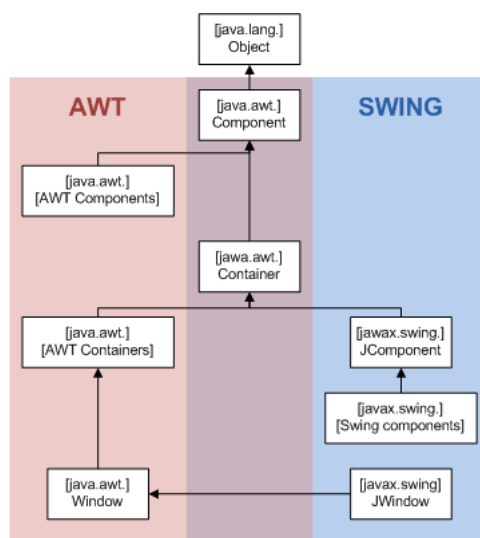 [java.lang.]
Object
AWT
SWING
[java.awt.]
Component
[java.awt.]
[AWT Components]
[jawa.awt.]
Container
[java.awt.]
[AWT Containers]
[jawax.swing.]
JComponent
[javax.swing.]
[Swing components]
[java.awt.]
Window
[javax.swing]
JWindow